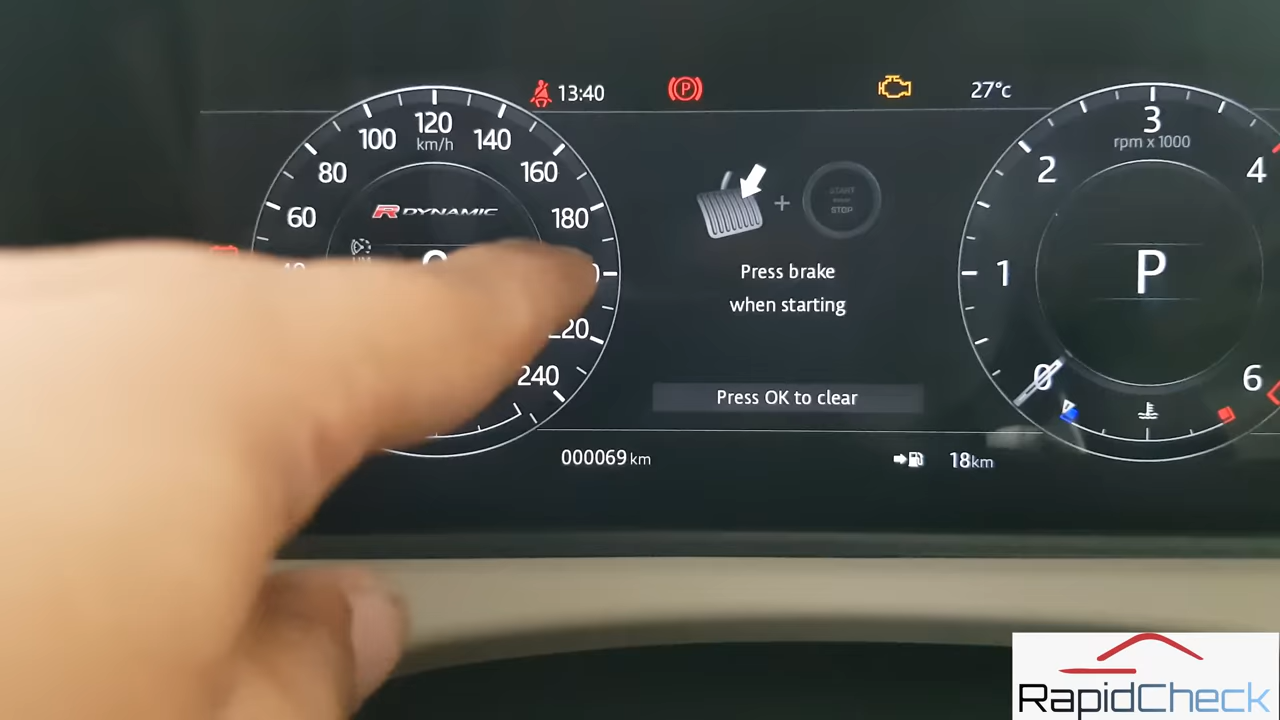 13:40
P
27°c
120
km/h
100
140
80
160
60
180
220
240
R DYNAMIC
START
STOP
Press brake
when starting
Press OK to clear
000069 km
18km
3
rpm x 1000
2
4
1
P
0
6
RapidCheck